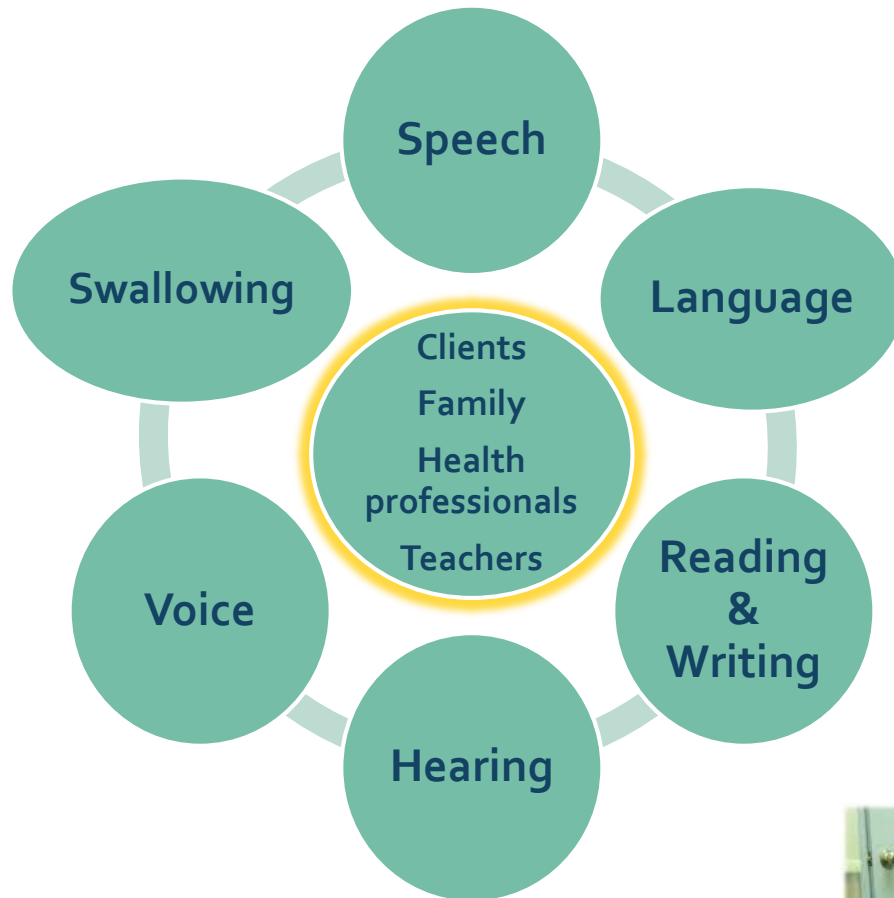 Speech
Swallowing
Language
Clients
Family
Health
professionals
Teachers
Voice
Reading
&
Writing
Hearing